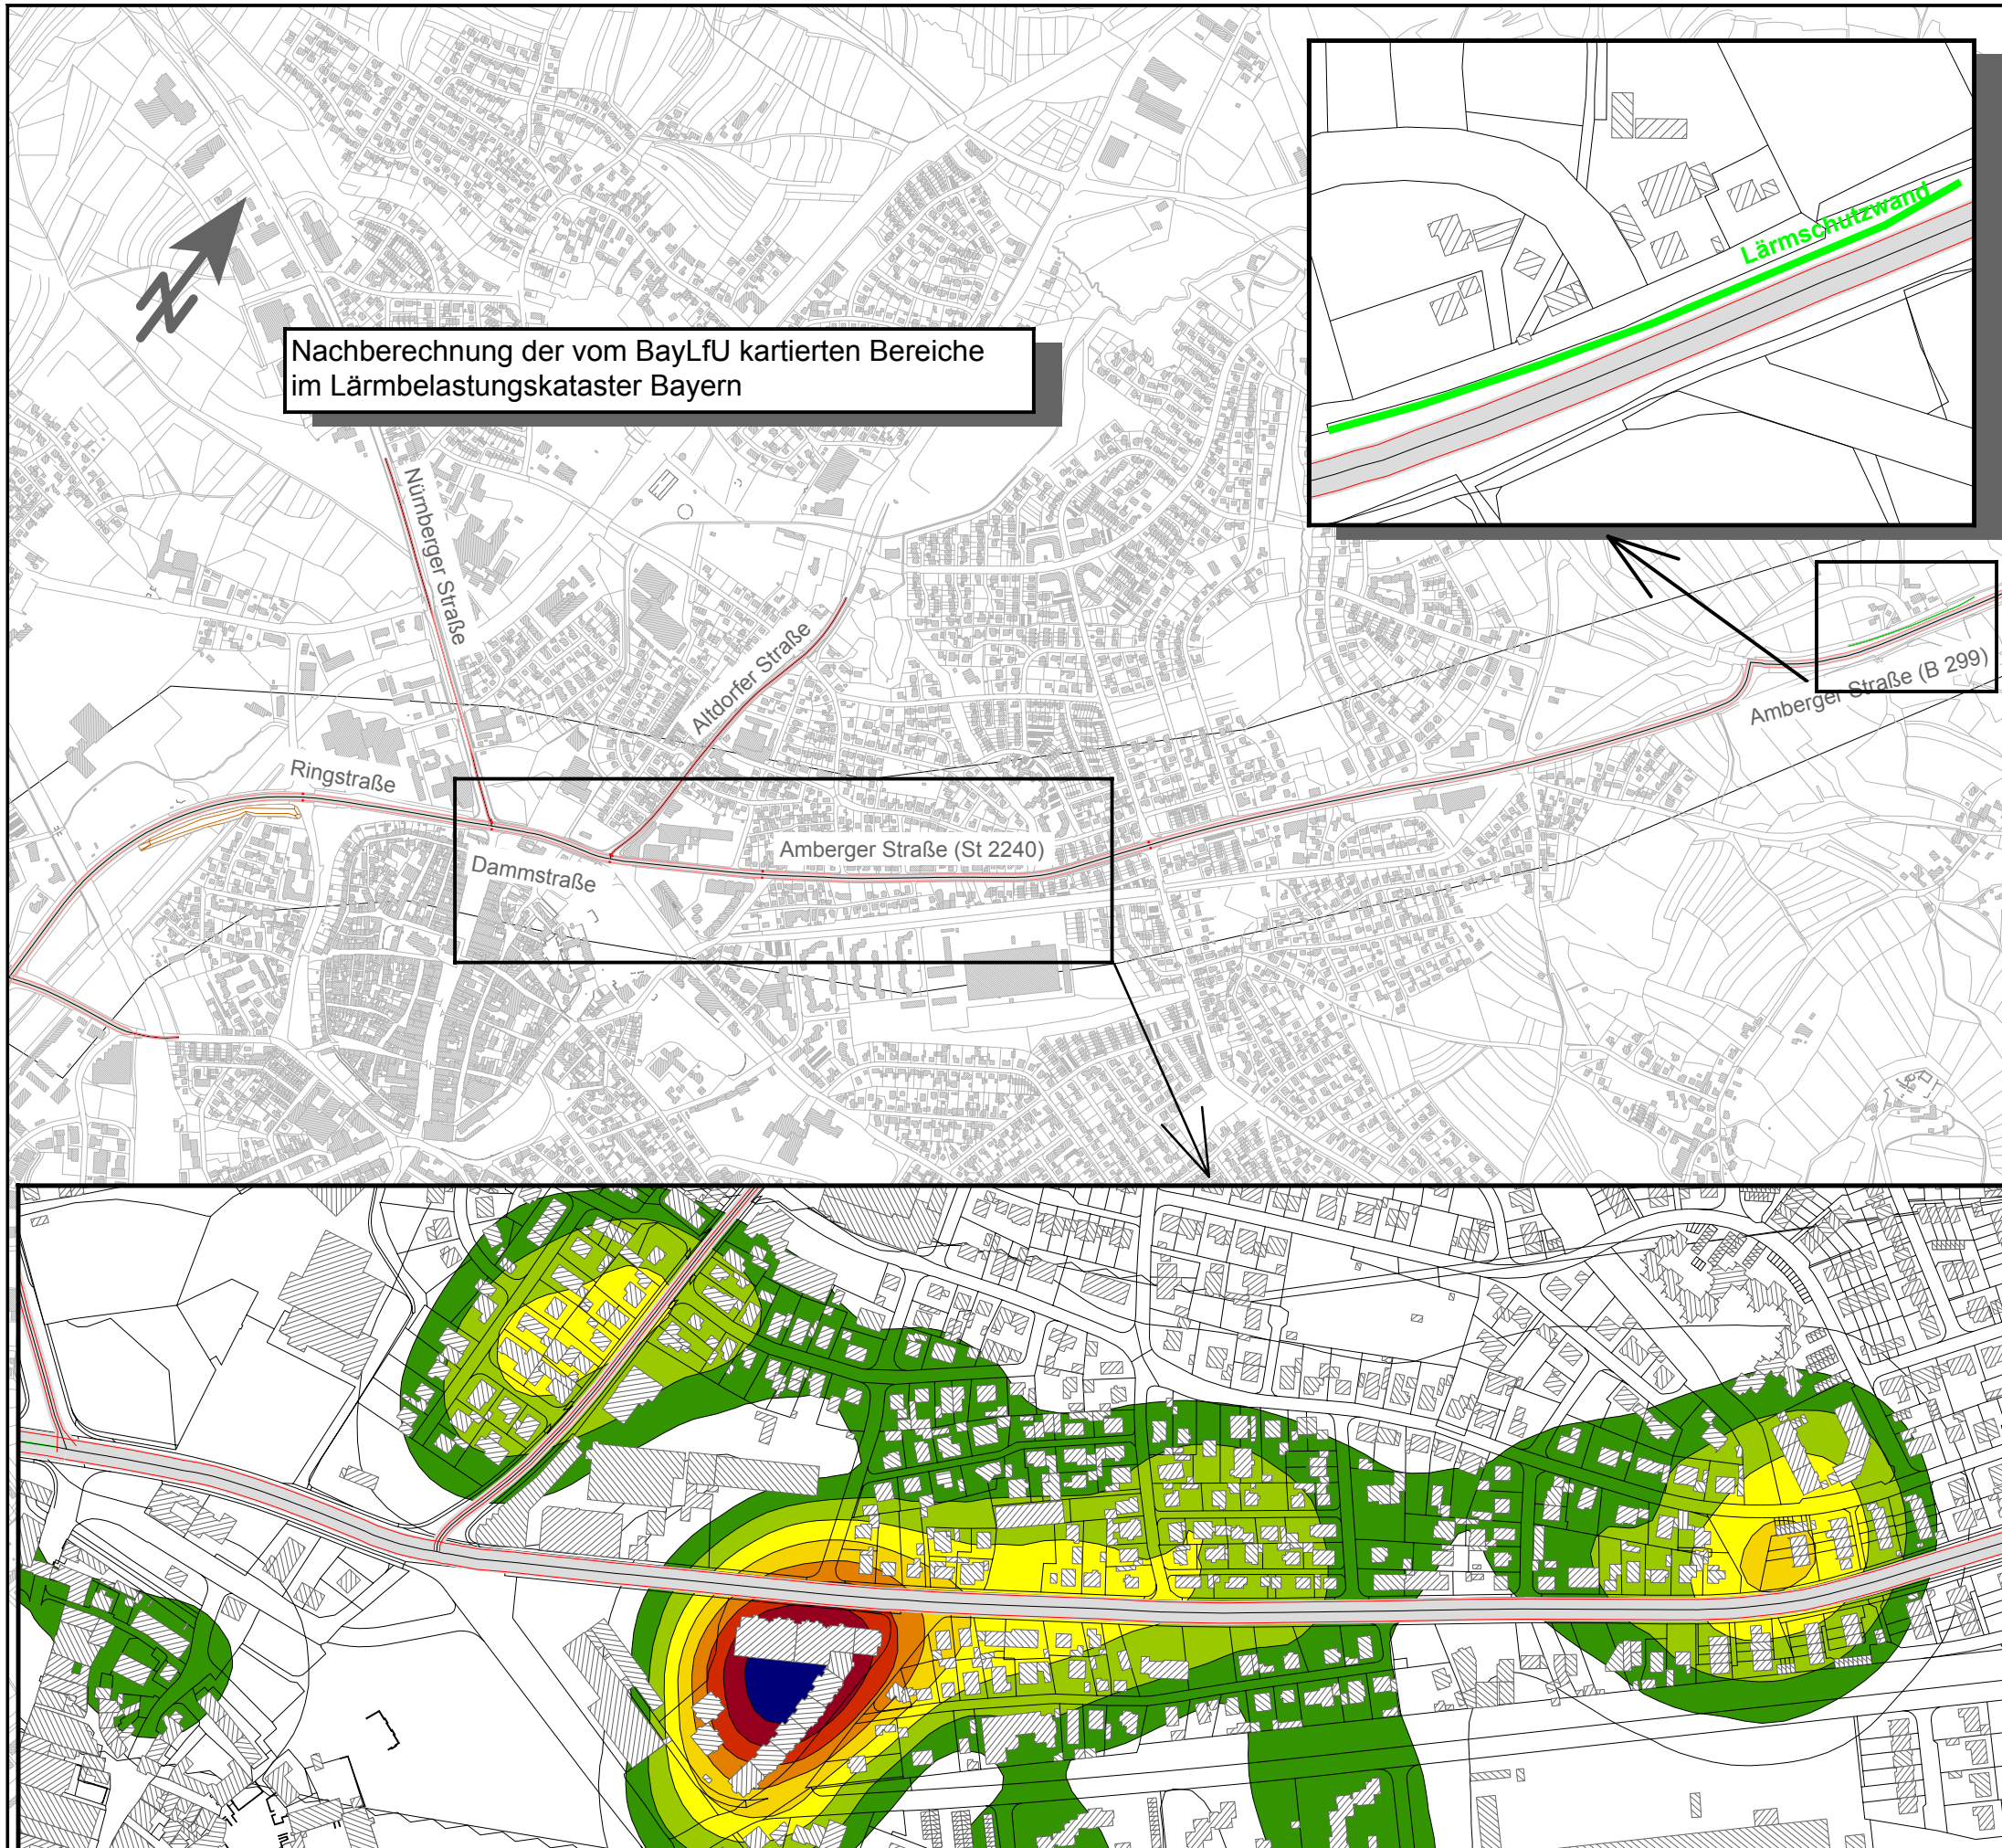 Nachberechnung der vom BayLfU kartierten Bereiche
im Lärmbelastungskataster Bayern
Lärmschutzwand
Nürnberger Straße
Altdorfer Straße
Amberger Straße (B 299)
Ringstraße
Amberger Straße (St 2240)
Dammstraße